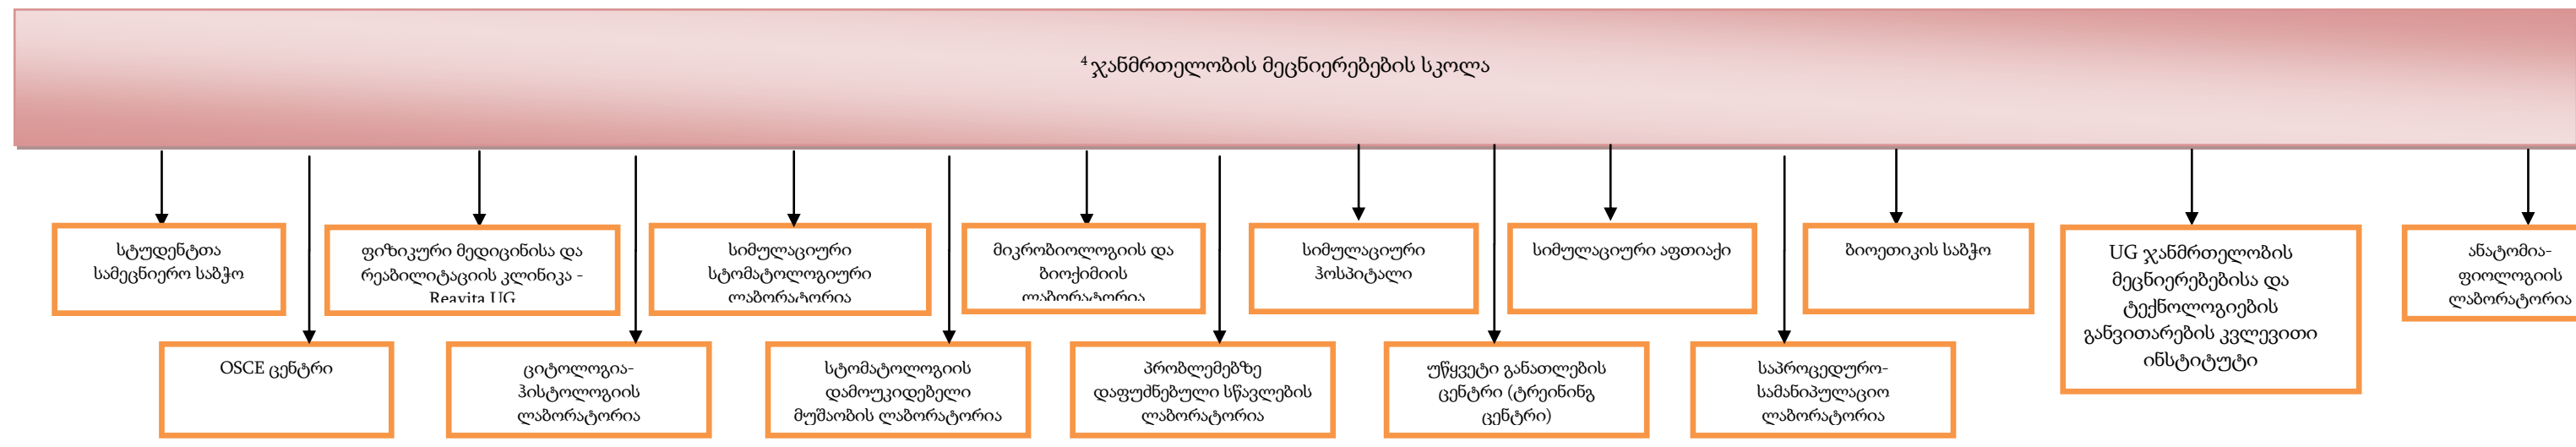 ⁴ ჯანმრთელობის მეცნიერებების სკოლა
სტუდენტთა
სამეცნიერო საბჭო
ფიზიკური მედიცინისა და
რეაბილიტაციის კლინიკა -
Reavita UG
სიმულაციური
სტომატოლოგიური
ლაბორატორია
მიკრობიოლოგიის და
ბიოქიმიის
ლაბორატორია
სიმულაციური
ჰოსპიტალი
სიმულაციური აფთიაქი
ბიოეთიკის საბჭო
UG ჯანმრთელობის
მეცნიერებებისა და
ტექნოლოგიების
განვითარების კვლევითი
ინსტიტუტი
ანატომია-
ფიოლოგიის
ლაბორატორია
OSCE ცენტრი
ციტოლოგია-
ჰისტოლოგიის
ლაბორატორია
სტომატოლოგიის
დამოუკიდებელი
მუშაობის ლაბორატორია
პრობლემებზე
დაფუძნებული სწავლების
ლაბორატორია
უწყვეტი განათლების
ცენტრი (ტრეინინგ
ცენტრი)
საპროცედურო-
სამანიპულაციო
ლაბორატორია